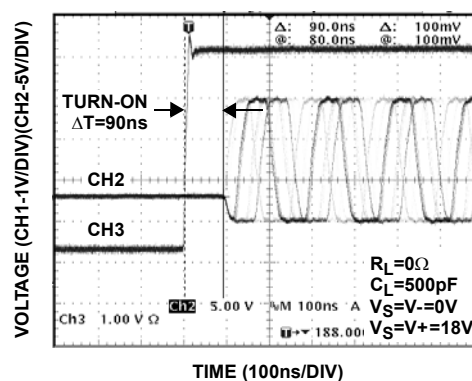 Δ: 90.0ns Δ: 100mV
@: 80.0ns @: 100mV
TURN-ON
ΔT=90ns
CH2
CH3
VOLTAGE (CH1-1V/DIV)(CH2-5V/DIV)
RL=0Ω
CL=500pF
VS=V-=0V
VS=V+=18V
Ch2 5.00 V M 100ns A
Ch3 1.00 V Ω
188.00
TIME (100ns/DIV)